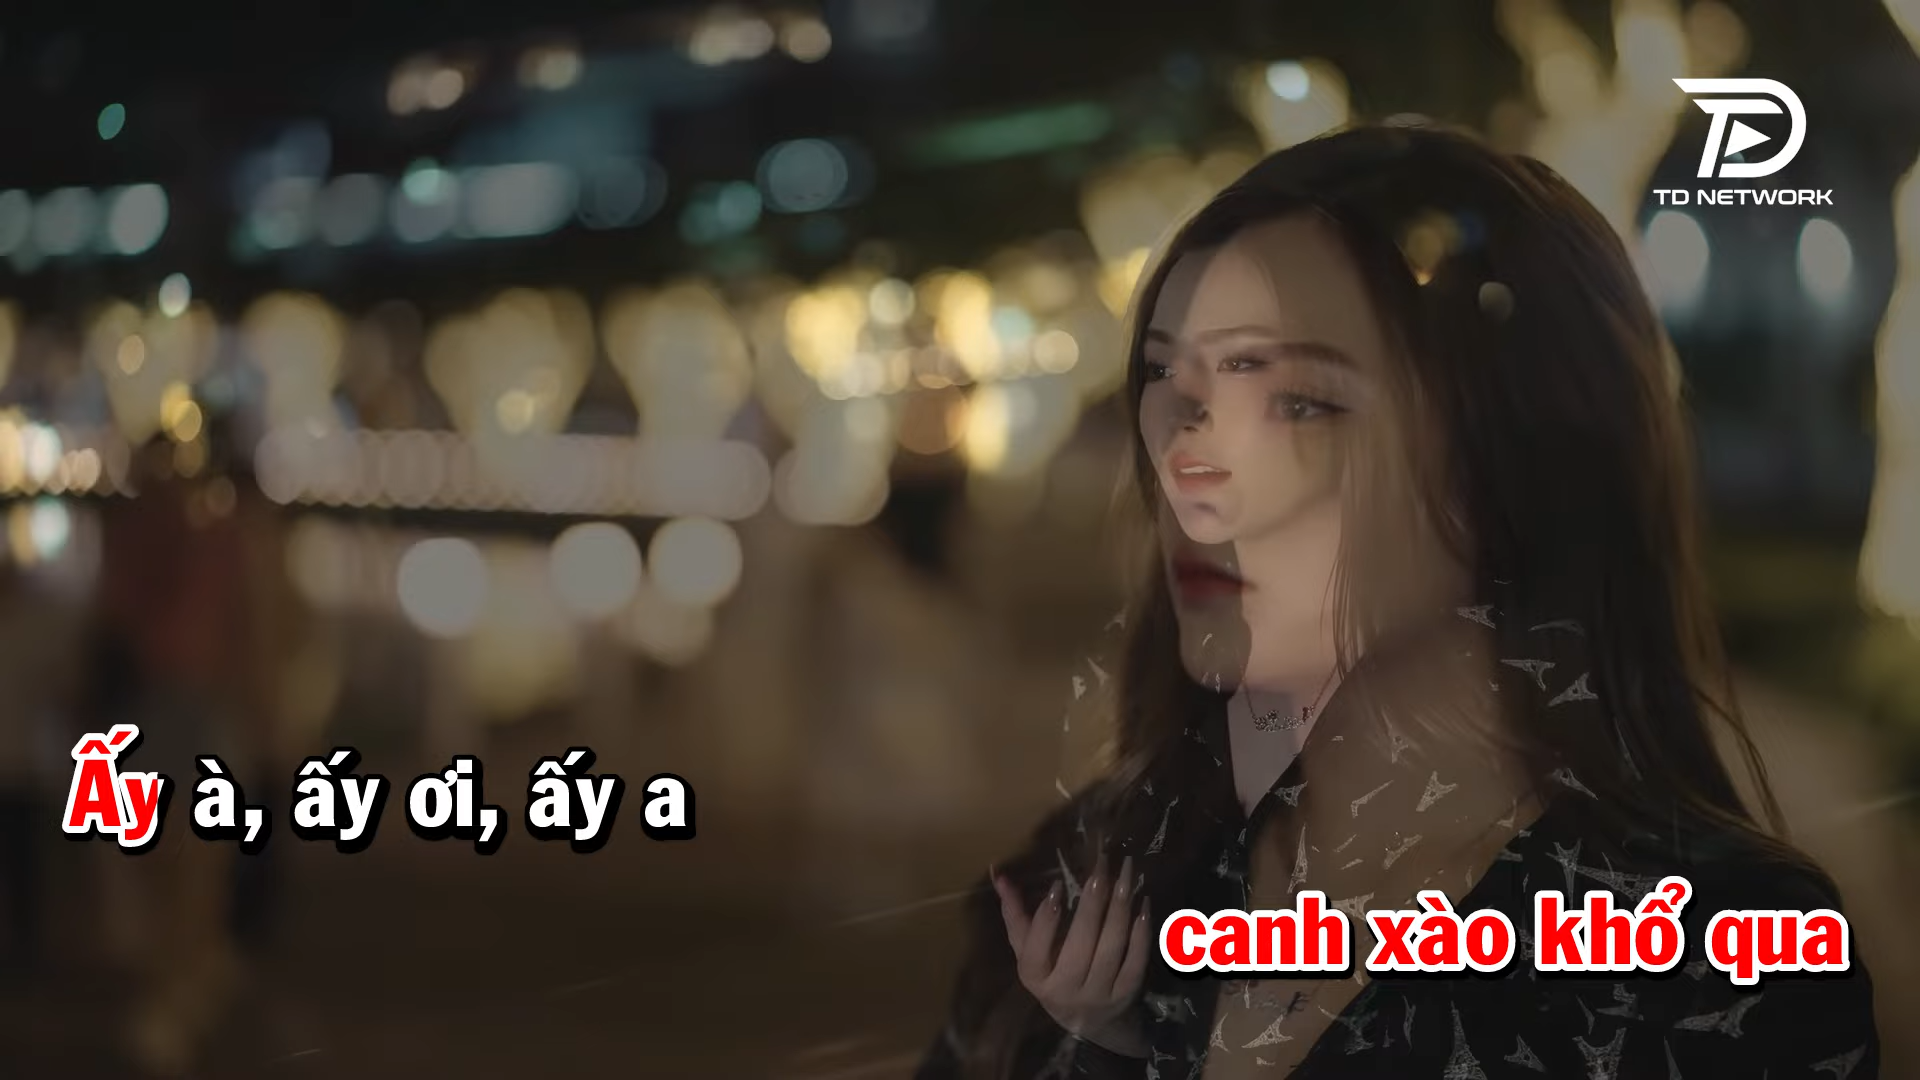 TD NETWORK
Ấy à, ấy ơi, ấy a
canh xào khổ qua